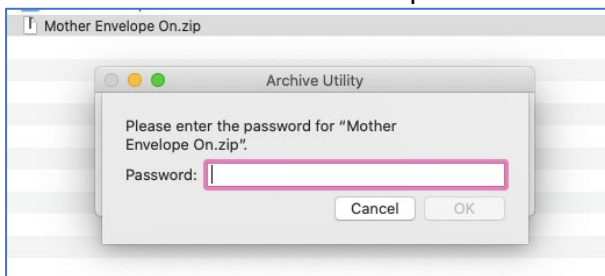 Mother Envelope On.zip
Archive Utility
Please enter the password for “Mother
Envelope On.zip”.
Password:
Cancel OK